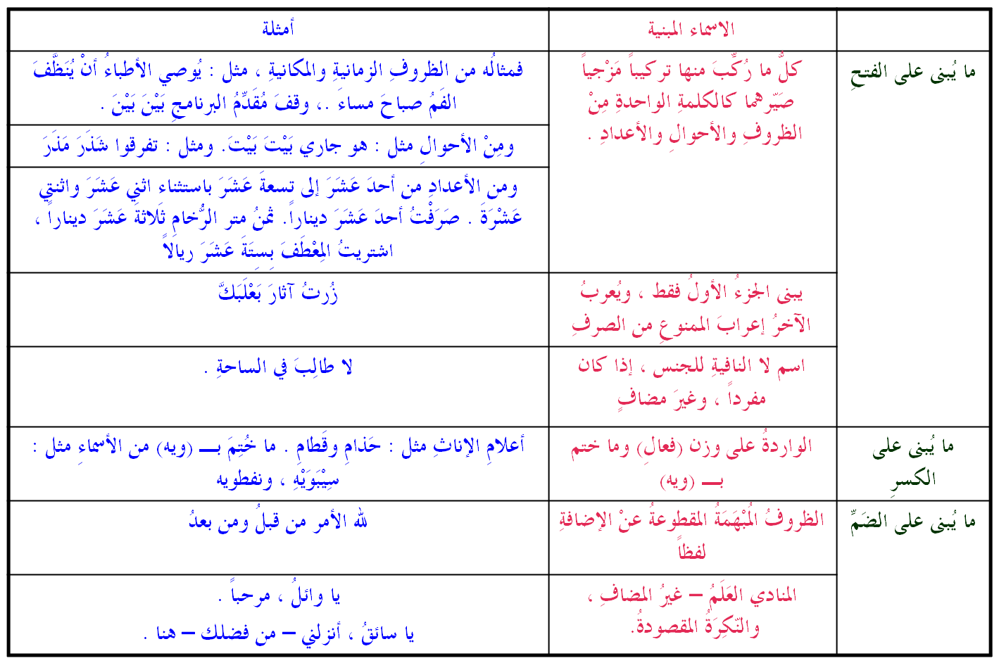 الاسماء المبنية
أمثلة
ما يُبنى على الفتحِ
كلُّ ما رُكِّبَ منها تركيباً مَزْجياً
صَيّرهما كالكلمةِ الواحدةِ مِنْ
الظروفِ والأحوالِ والأعدادِ .
فمثالُه من الظروفِ الزمانيةِ والمكانيةِ ، مثل : يُوصي الأطباءُ أنْ يُنَظَّفَ
الفَمُ صباحَ مساءَ .، وقفَ مُقَدِّمُ البرنامجِ بَيْنَ بَيْنَ .
ومِنْ الأحوالِ مثل : هو جاري بَيْتَ بَيْتَ. ومثل : تفرقوا شَذَرَ مَذَرَ
ومن الأعدادِ من أحدَ عَشَرَ إلى تسعةَ عَشَرَ باستثناءِ اثني عَشَرَ واثنتي
عَشْرَةَ . صَرَفْتُ أحدَ عَشَرَ ديناراً. ثمنُ متر الرُّخامِ ثَلاثةَ عَشَرَ ديناراً ،
اشتريتُ المِعْطَفَ بِستَةَ عَشَرَ ريالاً
يبنى الجزءُ الأولُ فقط ، ويُعربُ
الآخرُ إعرابَ الممنوعِ من الصرفِ
زُرتُ آثارَ بَعْلَبَكَّ
اسم لا النافيةِ للجنس ، إذا كان
مفرداً ، وغيرَ مضافٍ
لا طالِبَ في الساحةِ .
ما يُبنى على
الكسرِ
الواردةُ على وزن (فعالِ) وما ختم
بـــ (ويه)
أعلامِ الإناثِ مثل : حَذامِ وقَطامِ . ما خُتِمَ بـــ (ويه) من الأسماءِ مثل :
سِيْبَوَيْهِ ، ونفطويه
ما يُبنى على الضَمِّ
الظروفُ المُبْهَمَةُ المقطوعةُ عنْ الإضافةِ
لفظاً
لله الأمر من قبلُ ومن بعدُ
المنادي العَلَمُ – غيرُ المضافِ ،
والنّكِرَةُ المقصودةُ.
يا وائلُ ، مرحباً .
يا سائقُ ، أنزلني – من فضلك – هنا .